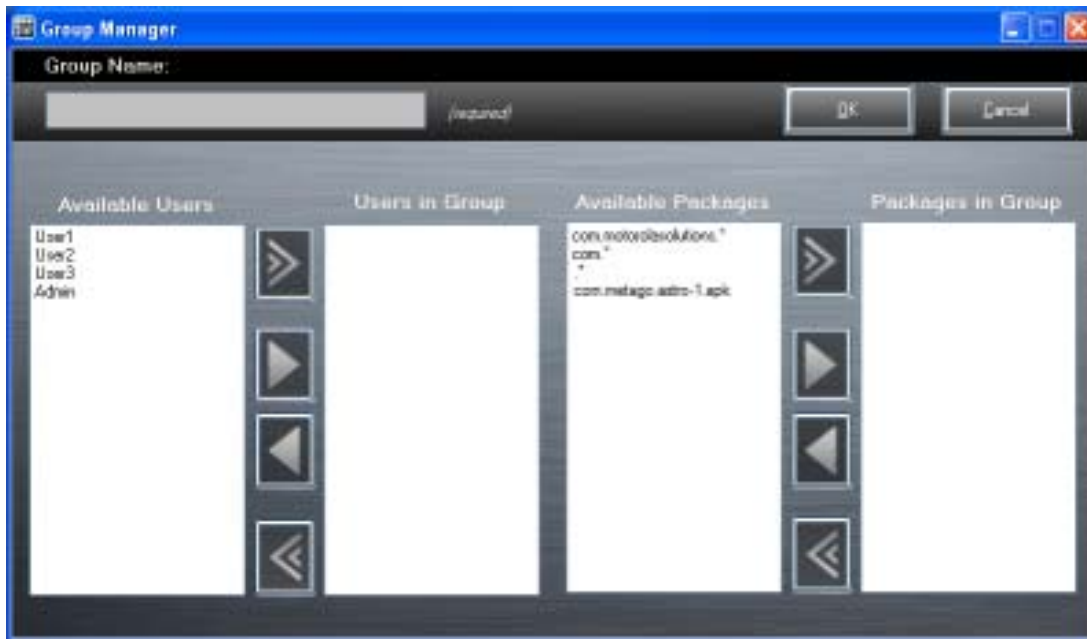 Group Manager
Group Name:
(required)
OK
Cancel
Available Users
Users in Group
Available Packages
Packages in Group
User1
User2
User3
Admin
com.motorolasolutions.*
com.*
.*
com.metago.astro-1.apk